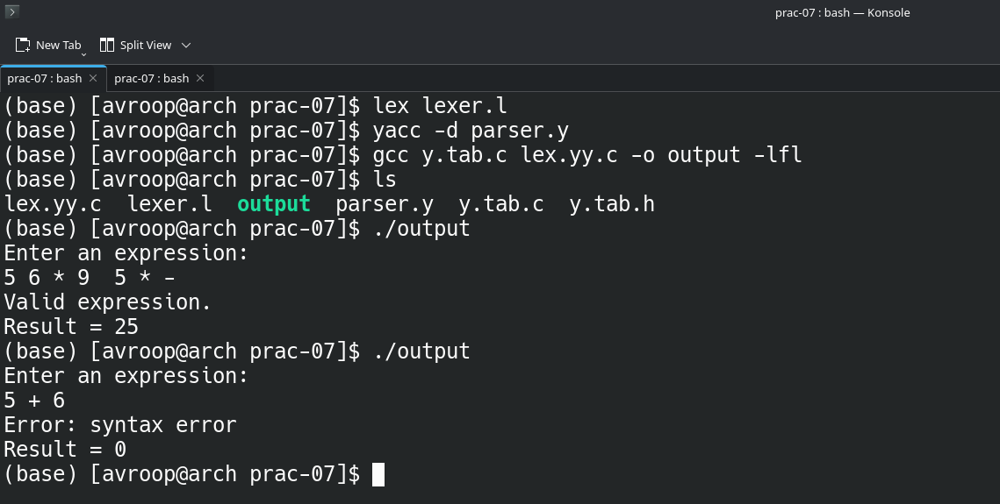 prac-07 : bash — Konsole
New Tab Split View
prac-07 : bash prac-07 : bash
(base) [avroop@arch prac-07]$ lex lexer.l
(base) [avroop@arch prac-07]$ yacc -d parser.y
(base) [avroop@arch prac-07]$ gcc y.tab.c lex.yy.c -o output -lfl
(base) [avroop@arch prac-07]$ ls
lex.yy.c  lexer.l  output  parser.y  y.tab.c  y.tab.h
(base) [avroop@arch prac-07]$ ./output
Enter an expression:
5 6 * 9  5 * -
Valid expression.
Result = 25
(base) [avroop@arch prac-07]$ ./output
Enter an expression:
5 + 6
Error: syntax error
Result = 0
(base) [avroop@arch prac-07]$